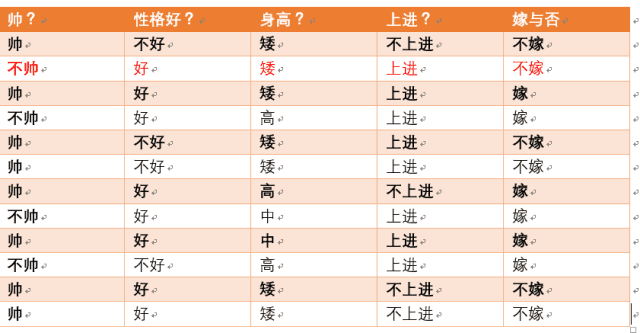 帅？ 性格好？ 身高？ 上进？ 嫁与否
帅 不好 矮 不上进 不嫁
不帅 好 矮 上进 不嫁
帅 好 矮 上进 嫁
不帅 好 高 上进 嫁
帅 不好 矮 上进 不嫁
帅 不好 矮 上进 不嫁
帅 好 高 不上进 嫁
不帅 好 中 上进 嫁
帅 好 中 上进 嫁
不帅 不好 高 上进 嫁
帅 好 矮 不上进 不嫁
帅 好 矮 不上进 不嫁